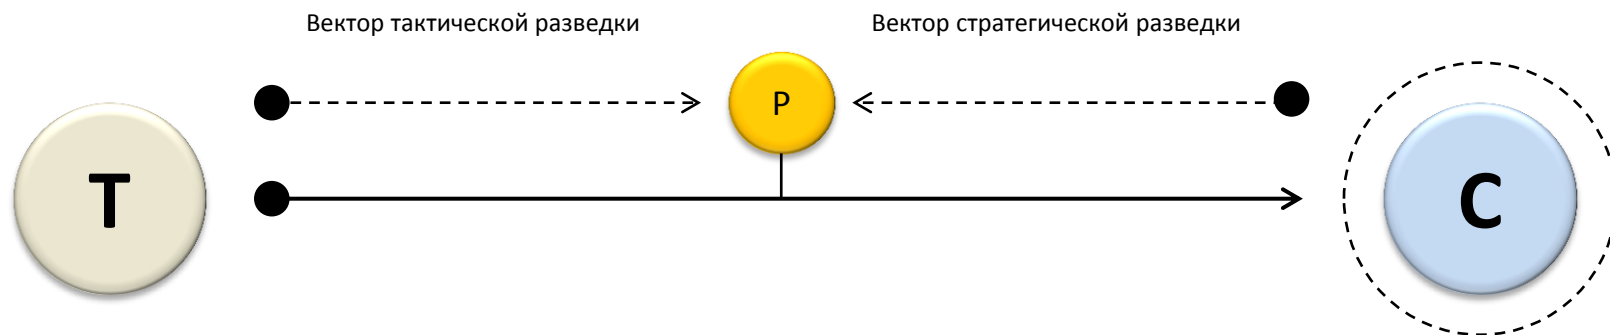 Вектор тактической разведки
Вектор стратегической разведки
Р
Т
С